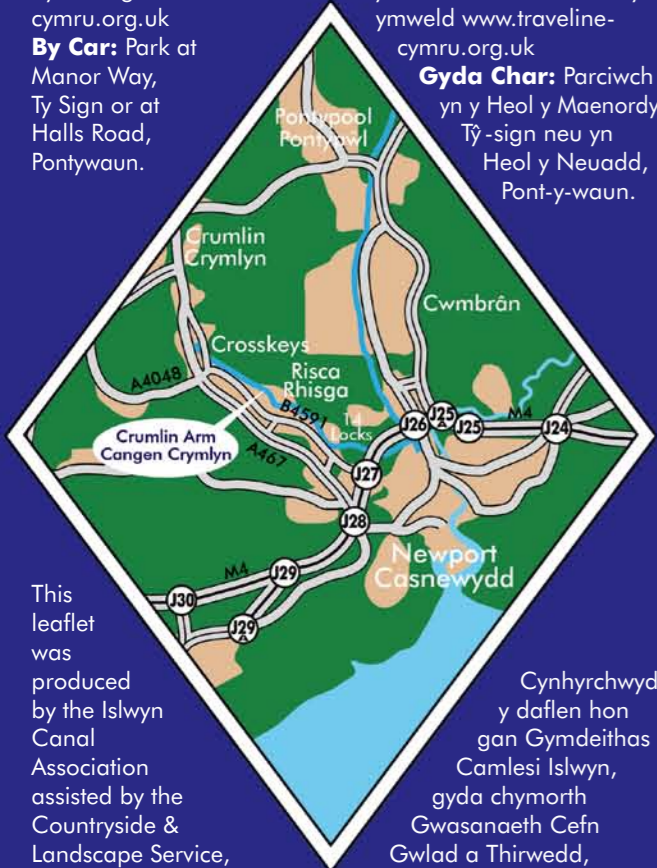 cymru.org.uk
By Car: Park at
Manor Way,
Ty Sign or at
Halls Road,
Pontywaun.
ymweld www.traveline-
cymru.org.uk
Gyda Char: Parciwch
yn y Heol y Maenordy
Tŷ-sign neu yn
Heol y Neuadd,
Pont-y-waun.
Pontypool
Pontypwl
Crumlin
Crymlyn
Cwmbrân
Crosskeys
Risca
Rhisga
A4048
B4591
14
Locks
Crumlin Arm
Cangen Crymlyn
A467
J26
J25
A
J25
M4
J24
J27
J28
Newport
Casnewydd
M4
J29
J30
J29
A
This
leaflet
was
produced
by the Islwyn
Canal
Association
assisted by the
Countryside &
Landscape Service,
Cynhyrchwyd
y daflen hon
gan Gymdeithas
Camlesi Islwyn,
gyda chymorth
Gwasanaeth Cefn
Gwlad a Thirwedd,